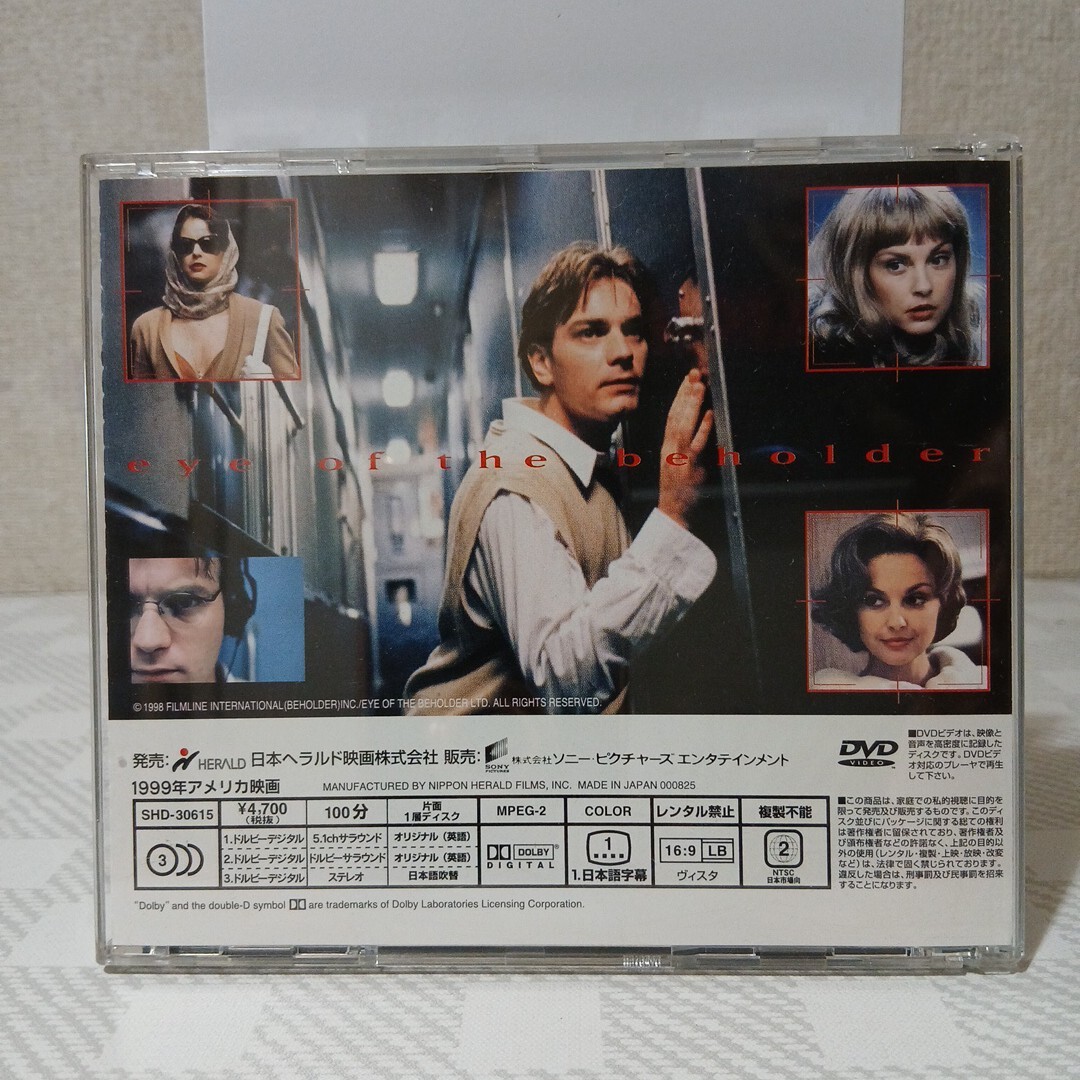 eye of the beholder
© 1998 FILMLINE INTERNATIONAL(BEHOLDER)INC./EYE OF THE BEHOLDER LTD. ALL RIGHTS RESERVED.
発売: HERALD 日本ヘラルド映画株式会社 販売: SONY PICTURES 株式会社 ソニー・ピクチャーズ エンタテインメント
1999年アメリカ映画 MANUFACTURED BY NIPPON HERALD FILMS, INC. MADE IN JAPAN 000825
SHD-30615 ¥4,700 (税抜) 100分 片面 1層ディスク MPEG-2 COLOR レンタル禁止 複製不能
3
1.ドルビーデジタル 5.1chサラウンド オリジナル(英語)
2.ドルビーデジタル ドルビーサラウンド オリジナル(英語)
3.ドルビーデジタル ステレオ 日本語吹替
DOLBY DIGITAL
1
1.日本語字幕
16:9 LB
ヴィスタ
2
NTSC
日本市場向
"Dolby" and the double-D symbol are trademarks of Dolby Laboratories Licensing Corporation.
DVD
VIDEO
■DVDビデオは、映像と
音声を高密度に記録した
ディスクです。DVDビデ
オ対応のプレーヤで再生
して下さい。
■この商品は、家庭での私的視聴に目的を
限って発売及び販売するものです。このディ
スク並びにパッケージに関する総ての権利
は著作権者に留保されており、著作権者及
び頒布権者などの許諾なく、上記の目的以
外の使用(レンタル・複製・上映・放映・改変
など)は、法律で固く禁じられております。
違反した場合は、刑事罰及び民事罰を招来
することになります。